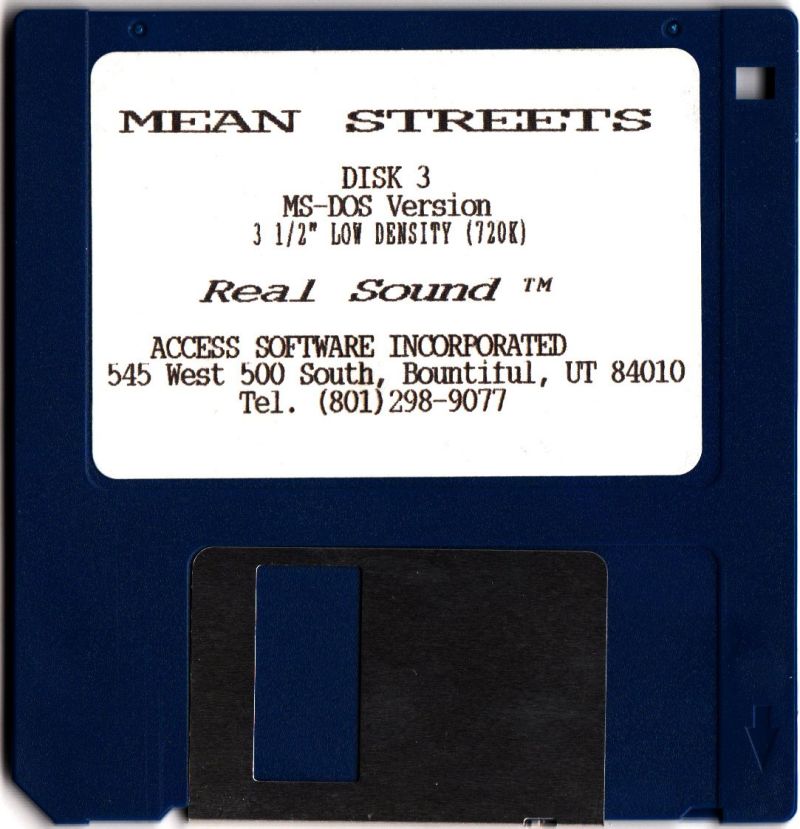 MEAN STREETS
DISK 3
MS-DOS Version
3 1/2" LOW DENSITY (720K)
Real Sound ™
ACCESS SOFTWARE INCORPORATED
545 West 500 South, Bountiful, UT 84010
Tel. (801)298-9077